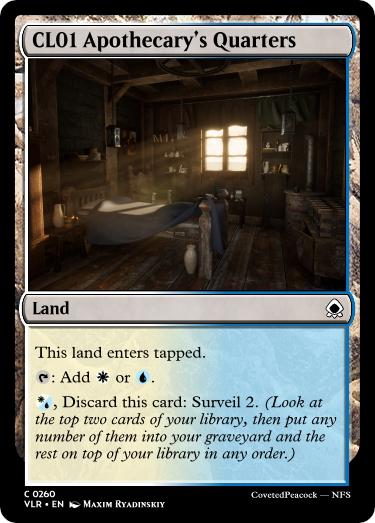 CL01 Apothecary's Quarters
Land
This land enters tapped.
: Add or .
, Discard this card: Surveil 2. (Look at
the top two cards of your library, then put any
number of them into your graveyard and the
rest on top of your library in any order.)
C 0260
VLR • EN Maxim Ryadinskiy
CovetedPeacock — NFS